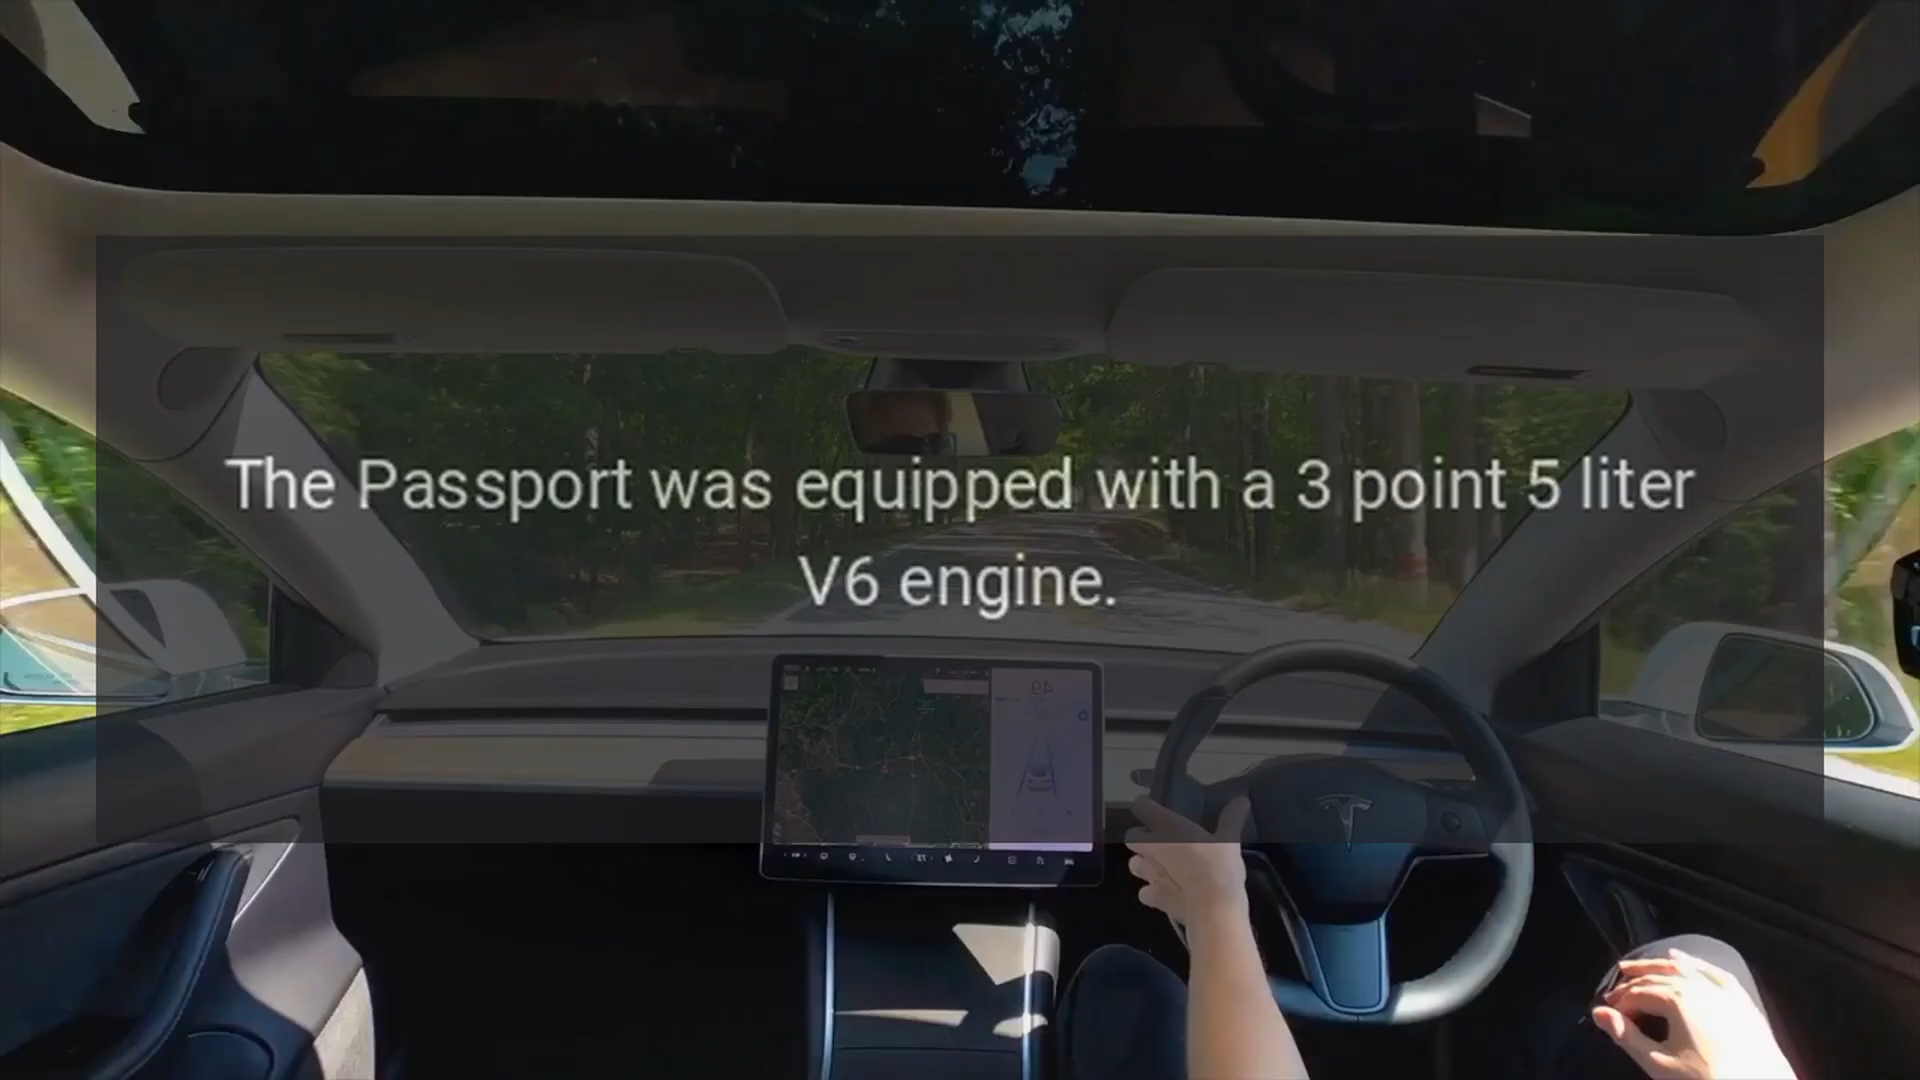 The Passport was equipped with a 3 point 5 liter
V6 engine.